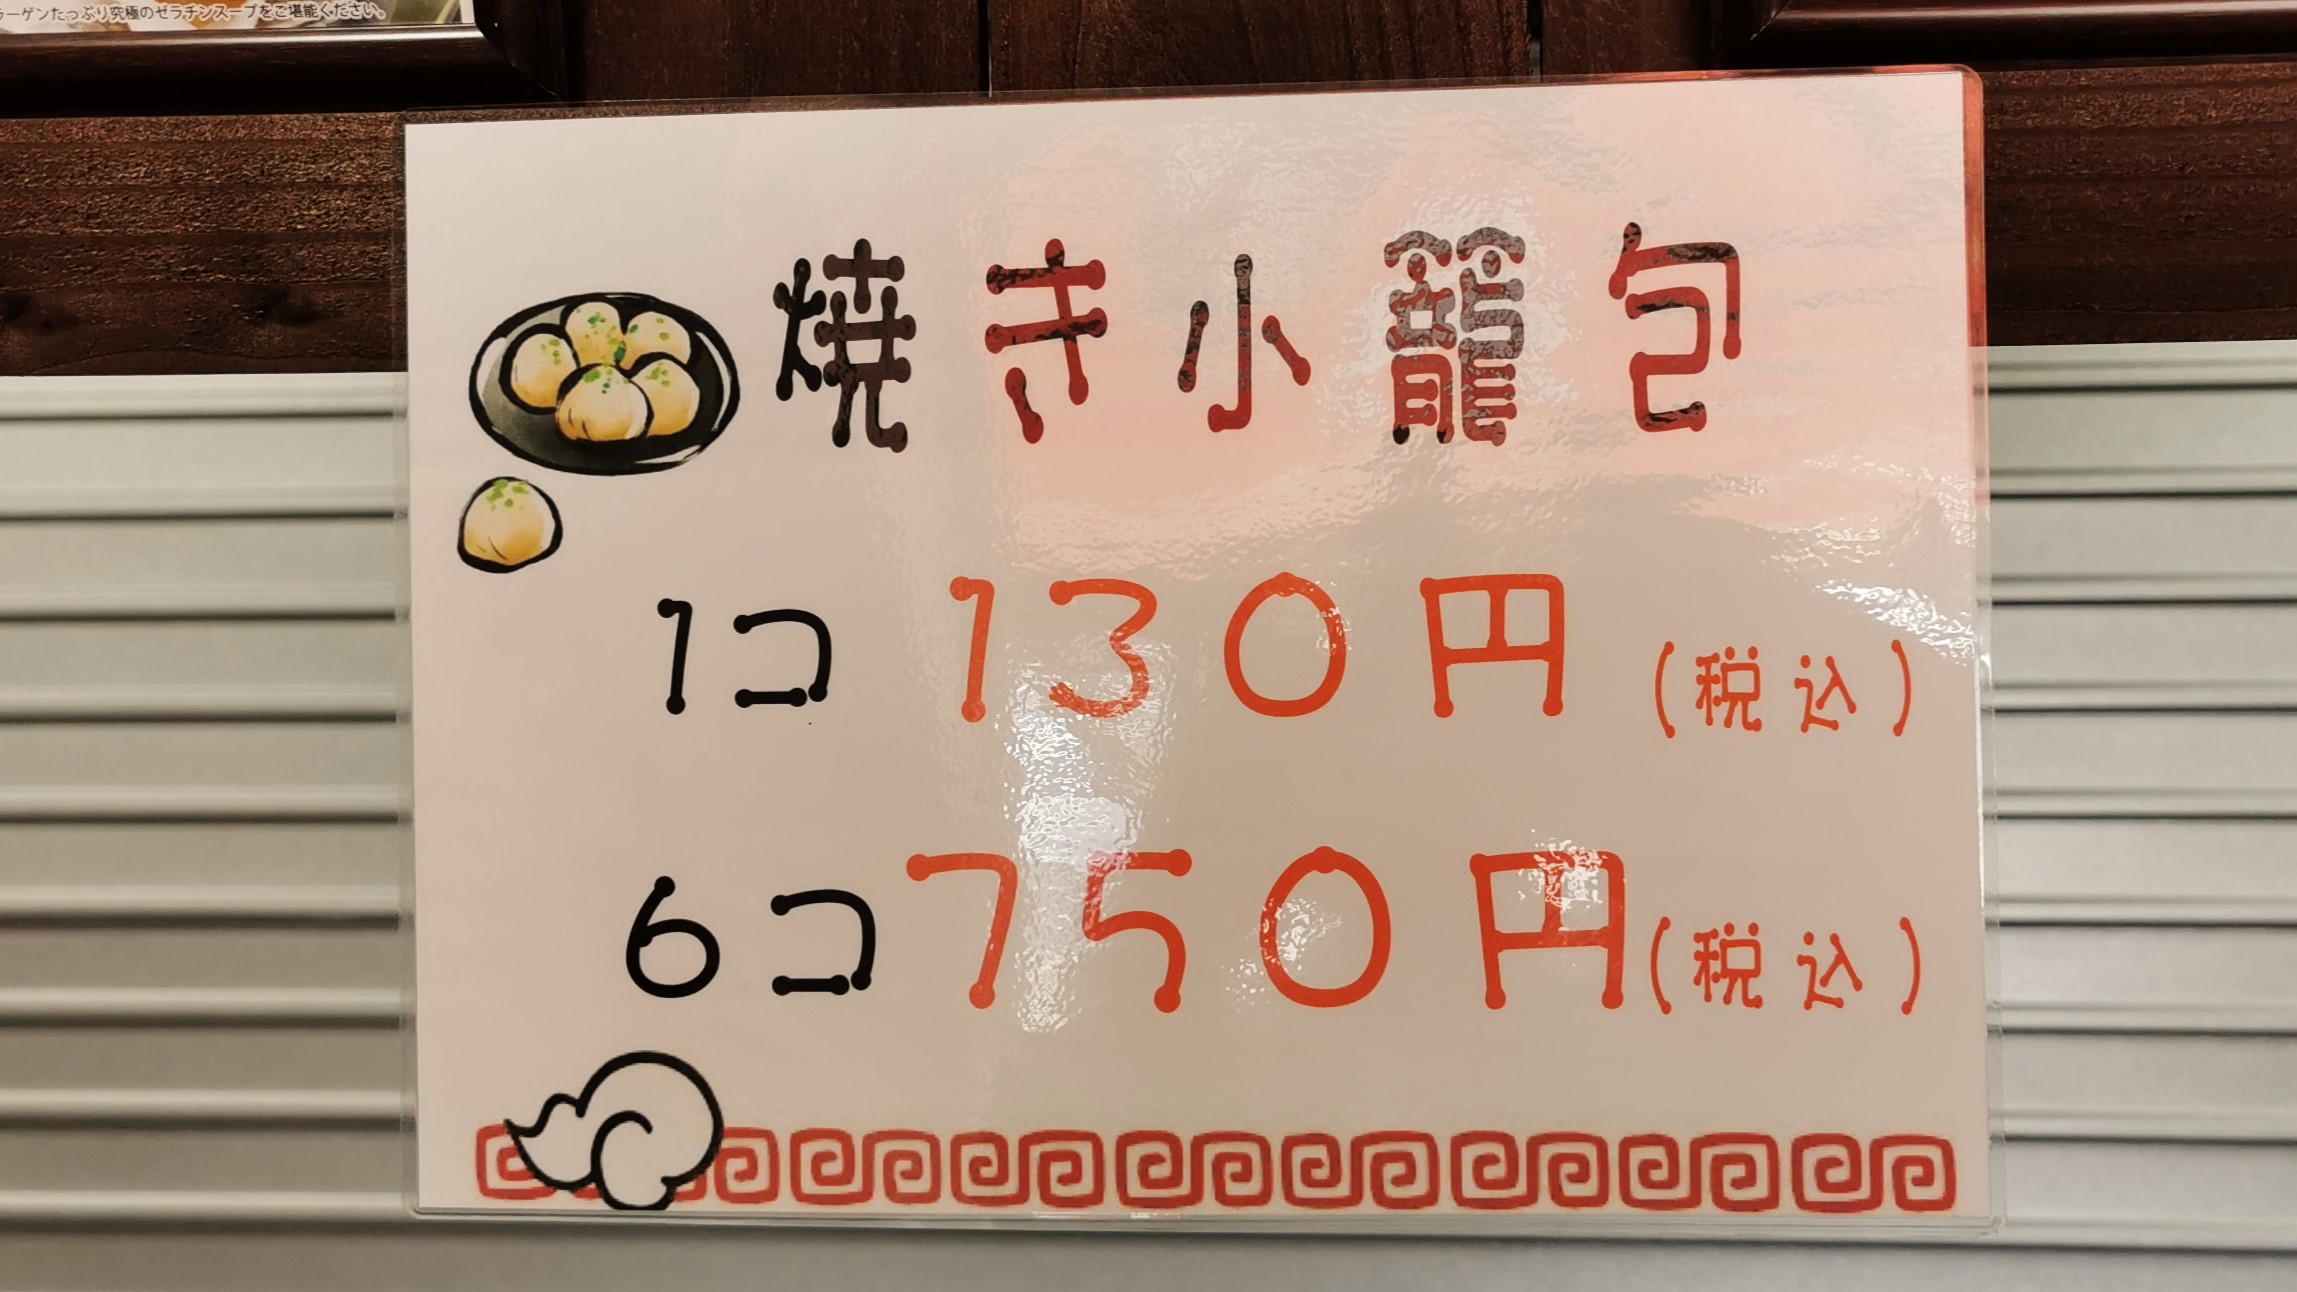 ラーゲンたっぷり究極のゼラチンスープをご堪能ください。
焼き小籠包
1コ 130円(税込)
6コ 750円(税込)